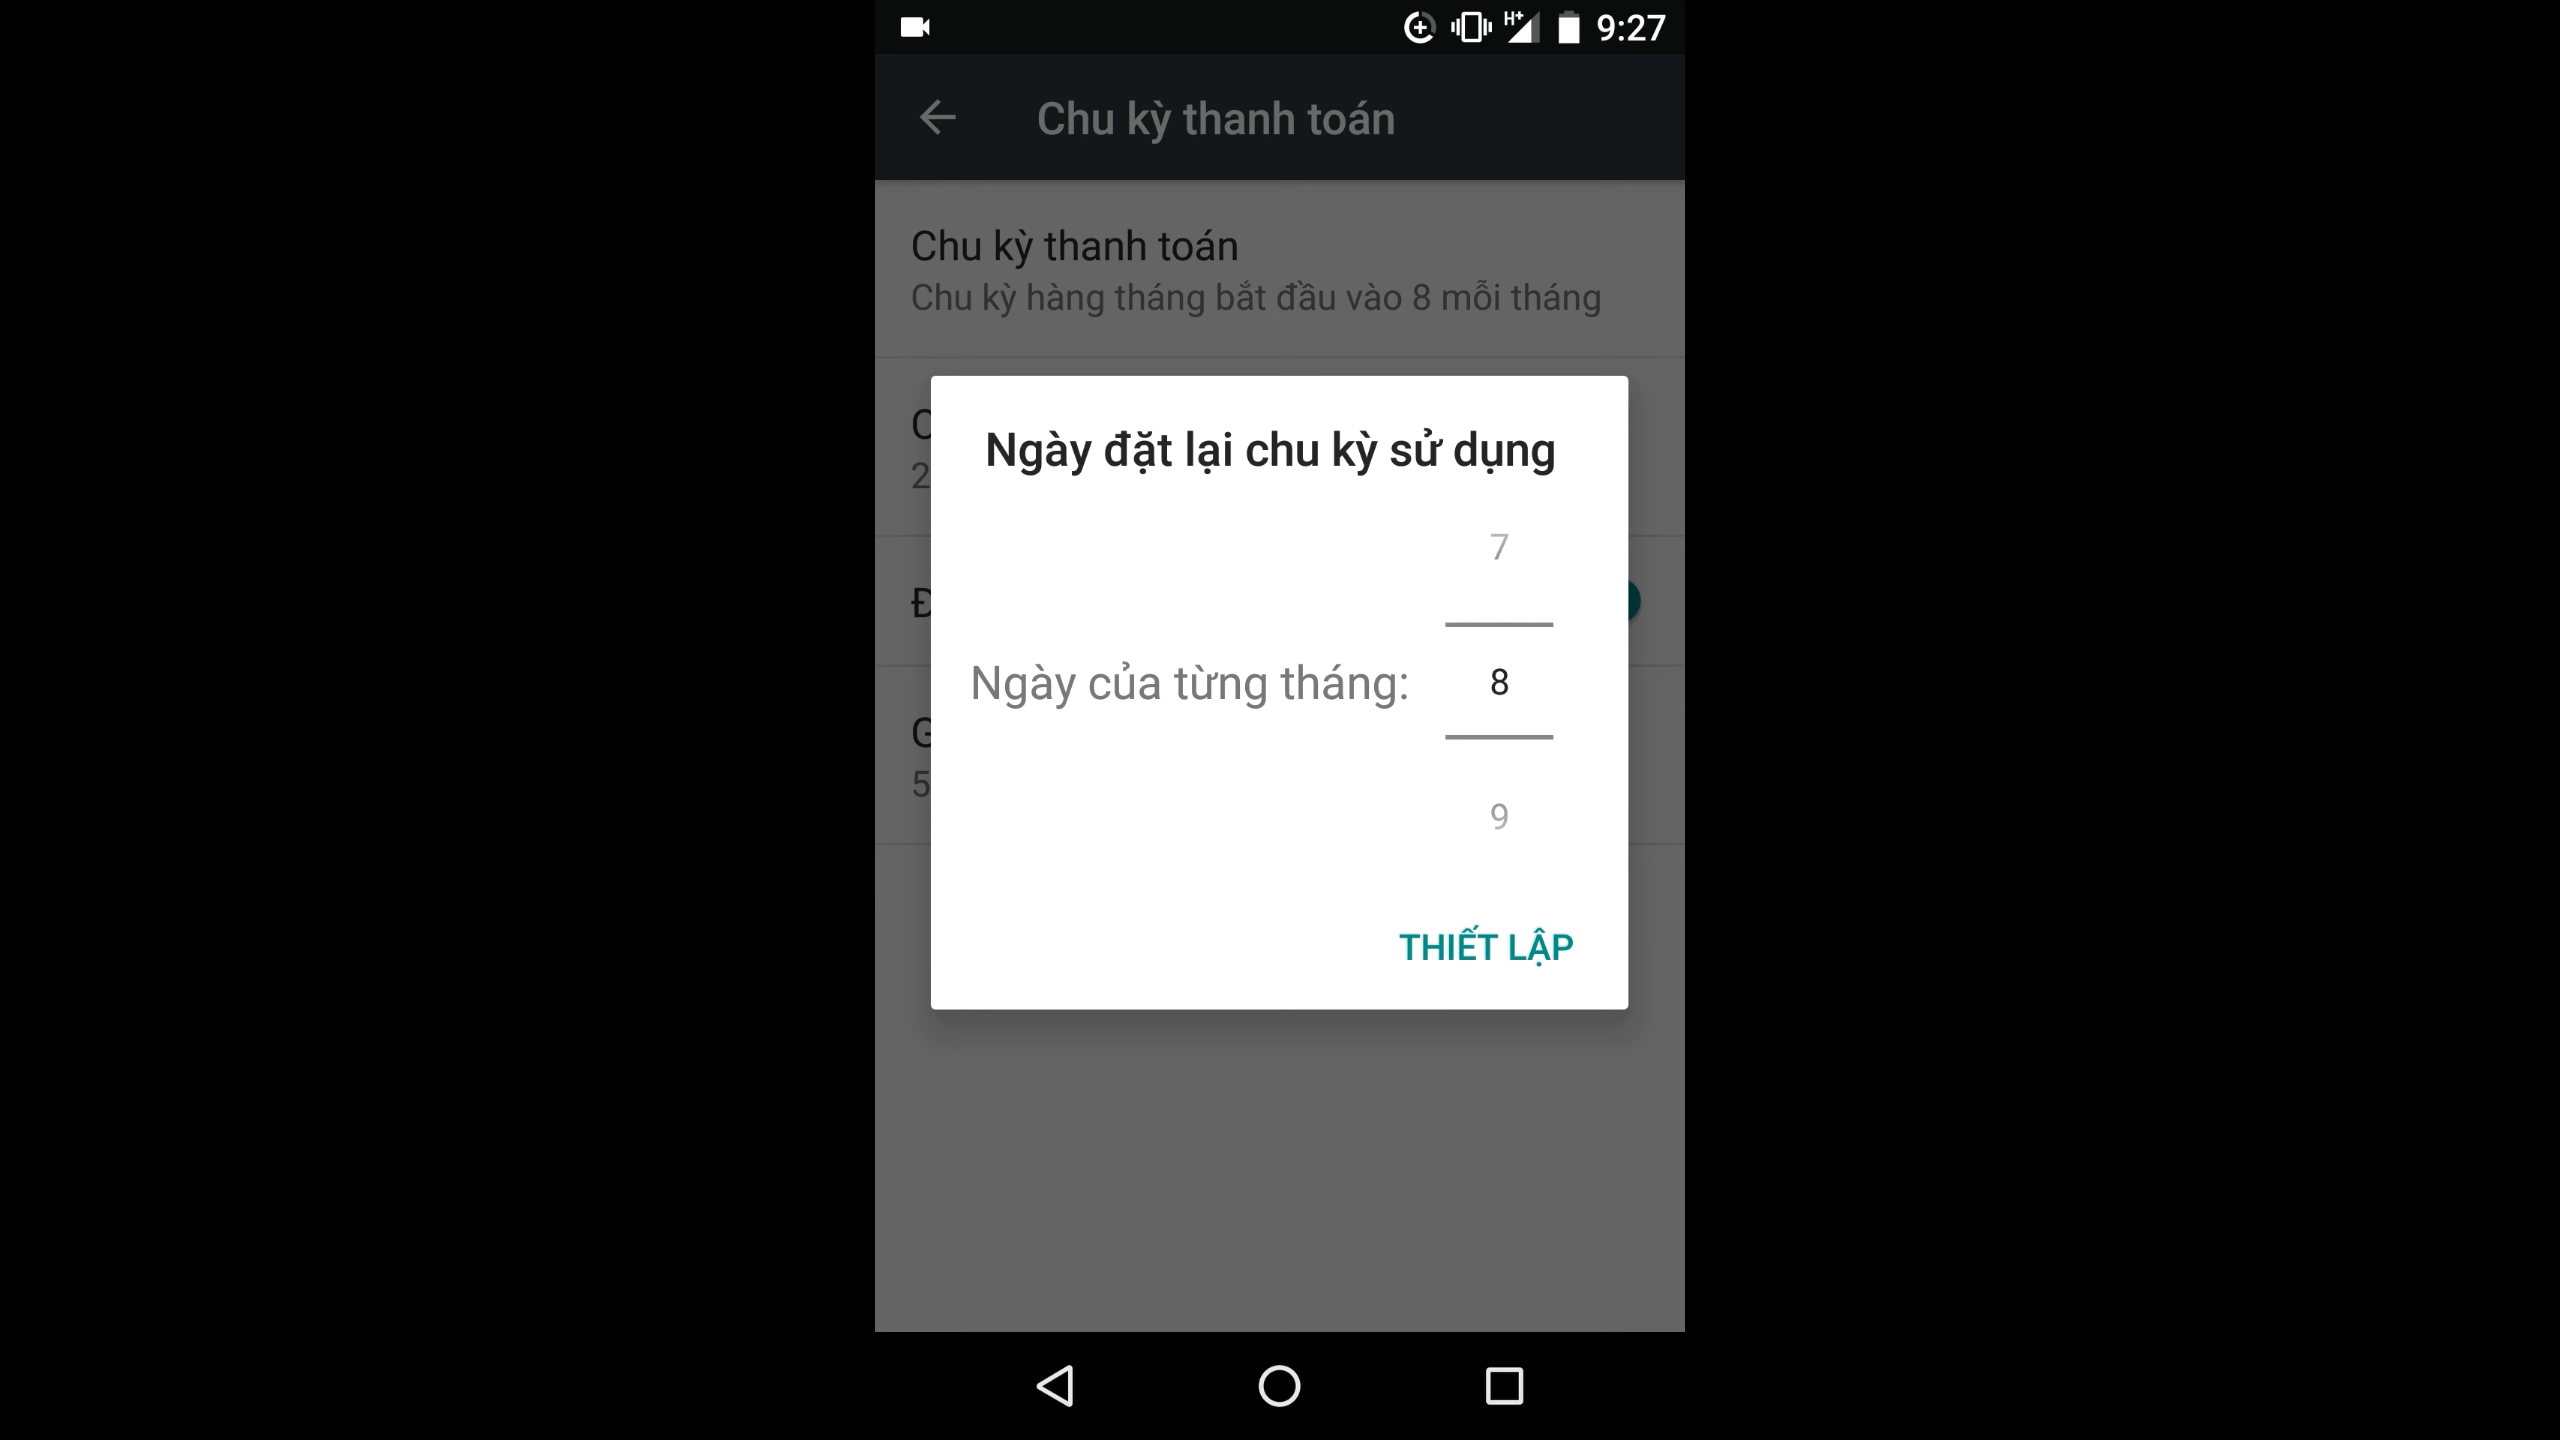 H+ 9:27
Chu kỳ thanh toán
Chu kỳ thanh toán
Chu kỳ hàng tháng bắt đầu vào 8 mỗi tháng
Ngày đặt lại chu kỳ sử dụng
7
Ngày của từng tháng: 8
9
THIẾT LẬP